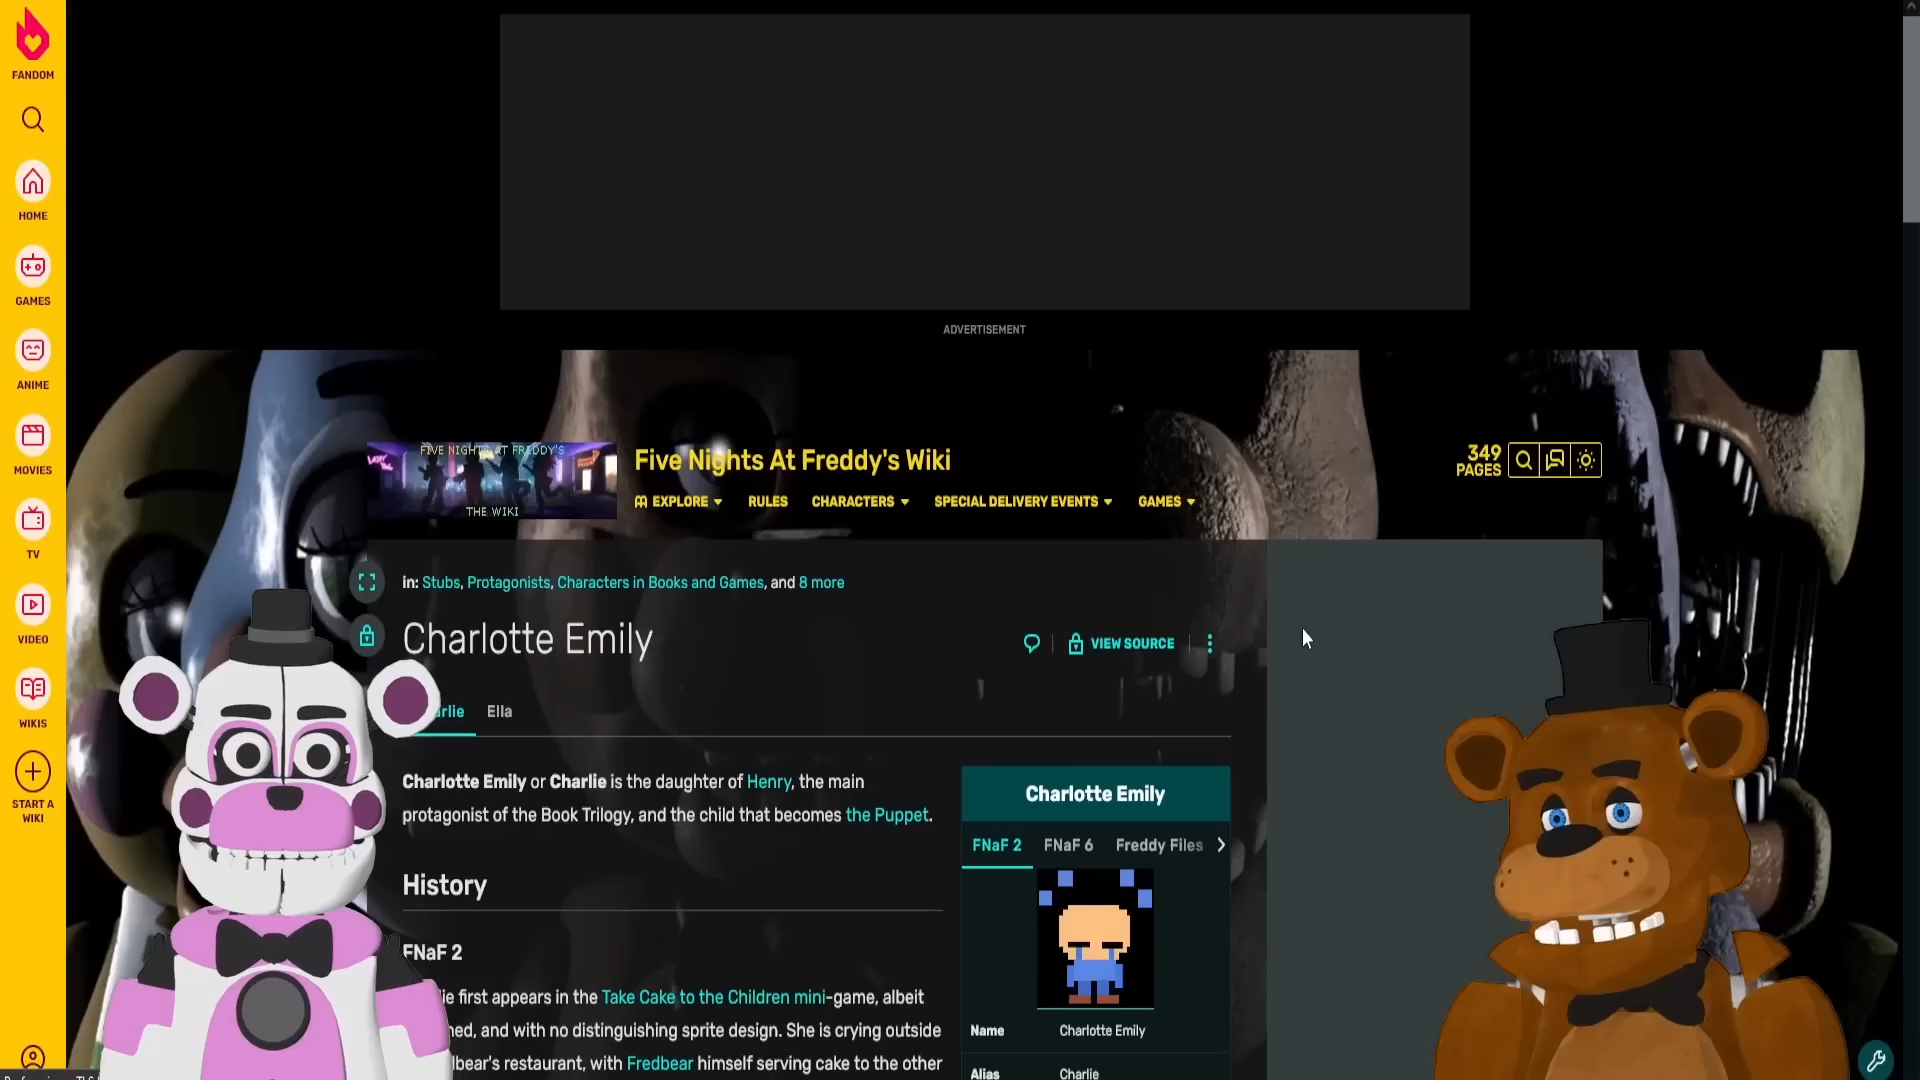 FANDOM
HOME
GAMES
ANIME
MOVIES
TV
VIDEO
WIKIS
START A
WIKI
ADVERTISEMENT
FIVE NIGHTS AT FREDDY'S
THE WIKI
Five Nights At Freddy's Wiki
349
PAGES
EXPLORE
RULES
CHARACTERS
SPECIAL DELIVERY EVENTS
GAMES
in: Stubs, Protagonists, Characters in Books and Games, and 8 more
Charlotte Emily
VIEW SOURCE
Ella
Charlotte Emily or Charlie is the daughter of Henry, the main
protagonist of the Book Trilogy, and the child that becomes the Puppet.
History
FNaF 2
first appears in the Take Cake to the Children mini-game, albeit
and with no distinguishing sprite design. She is crying outside
restaurant, with Fredbear himself serving cake to the other
Charlotte Emily
FNaF 2
FNaF 6
Freddy Files
Name Charlotte Emily
Alias Charlie